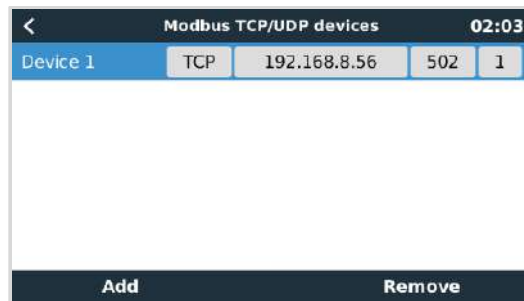 Modbus TCP/UDP devices 02:03
Device 1 TCP 192.168.8.56 502 1
Add Remove